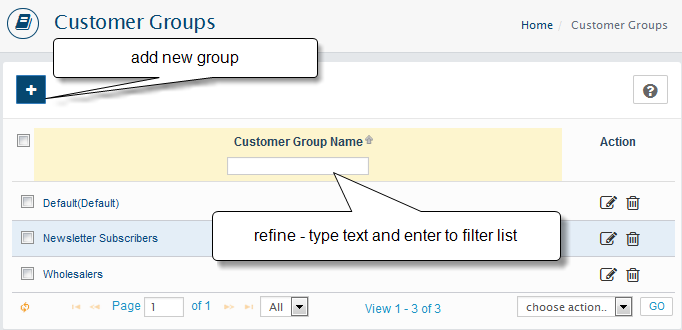 Customer Groups
Home / Customer Groups
add new group
+
?
Customer Group Name
Action
Default(Default)
refine - type text and enter to filter list
Newsletter Subscribers
Wholesalers
Page 1 of 1 All View 1 - 3 of 3 choose action.. GO